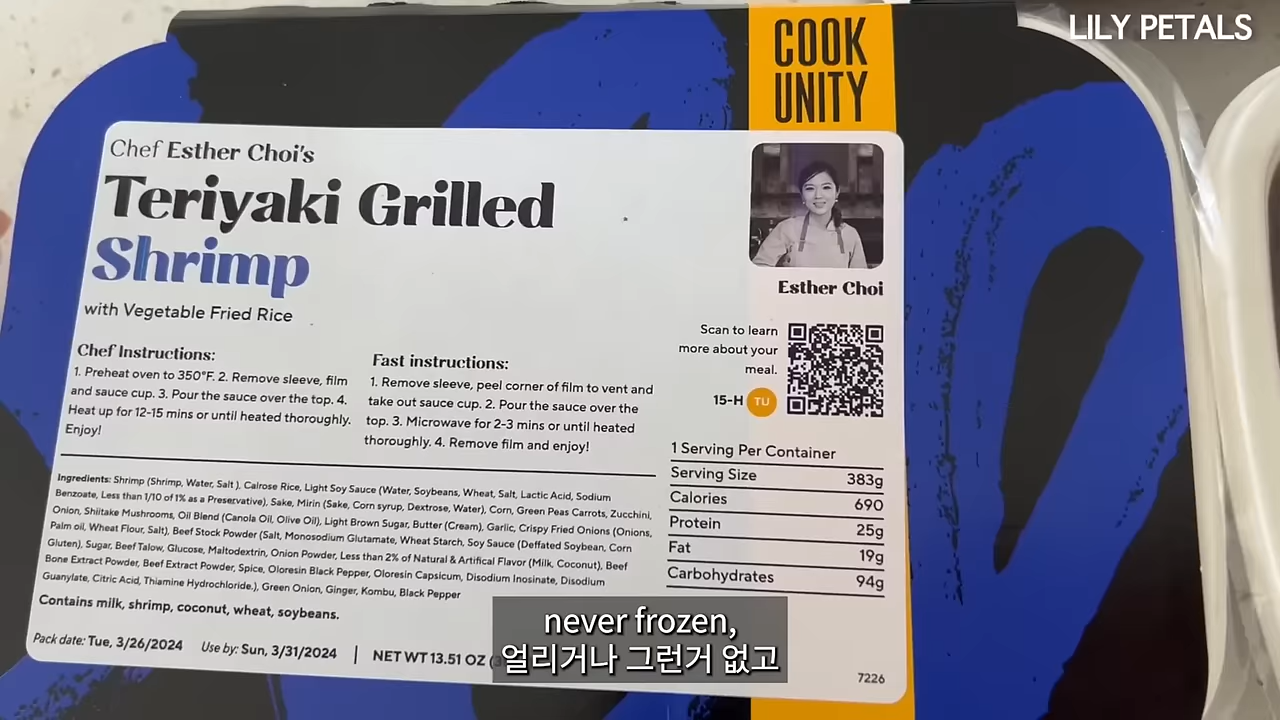 LILY PETALS
COOK
UNITY
Chef Esther Choi's
Teriyaki Grilled
Shrimp
with Vegetable Fried Rice
Esther Choi
Scan to learn
more about your
meal.
15-H TU
Chef Instructions:
1. Preheat oven to 350°F. 2. Remove sleeve, film
and sauce cup. 3. Pour the sauce over the top. 4.
Heat up for 12-15 mins or until heated thoroughly.
Enjoy!
Fast instructions:
1. Remove sleeve, peel corner of film to vent and
take out sauce cup. 2. Pour the sauce over the
top. 3. Microwave for 2-3 mins or until heated
thoroughly. 4. Remove film and enjoy!
1 Serving Per Container
Serving Size 383g
Calories 690
Protein 25g
Fat 19g
Carbohydrates 94g
Ingredients: Shrimp (Shrimp, Water, Salt ), Calrose Rice, Light Soy Sauce (Water, Soybeans, Wheat, Salt, Lactic Acid, Sodium
Benzoate, Less than 1/10 of 1% as a Preservative), Sake, Mirin (Sake, Corn syrup, Dextrose, Water), Corn, Green Peas Carrots, Zucchini,
Onion, Shiitake Mushrooms, Oil Blend (Canola Oil, Olive Oil), Light Brown Sugar, Butter (Cream), Garlic, Crispy Fried Onions (Onions,
Palm oil, Wheat Flour, Salt), Beef Stock Powder (Salt, Monosodium Glutamate, Wheat Starch, Soy Sauce (Deffated Soybean, Corn
Gluten), Sugar, Beef Talow, Glucose, Maltodextrin, Onion Powder, Less than 2% of Natural & Artifical Flavor (Milk, Coconut), Beef
Bone Extract Powder, Beef Extract Powder, Spice, Oloresin Black Pepper, Oloresin Capsicum, Disodium Inosinate, Disodium
Guanylate, Citric Acid, Thiamine Hydrochloride.), Green Onion, Ginger, Kombu, Black Pepper
Contains milk, shrimp, coconut, wheat, soybeans.
Pack date: Tue, 3/26/2024 Use by: Sun, 3/31/2024 | NET WT 13.51 OZ
7226
never frozen,
얼리거나 그런거 없고